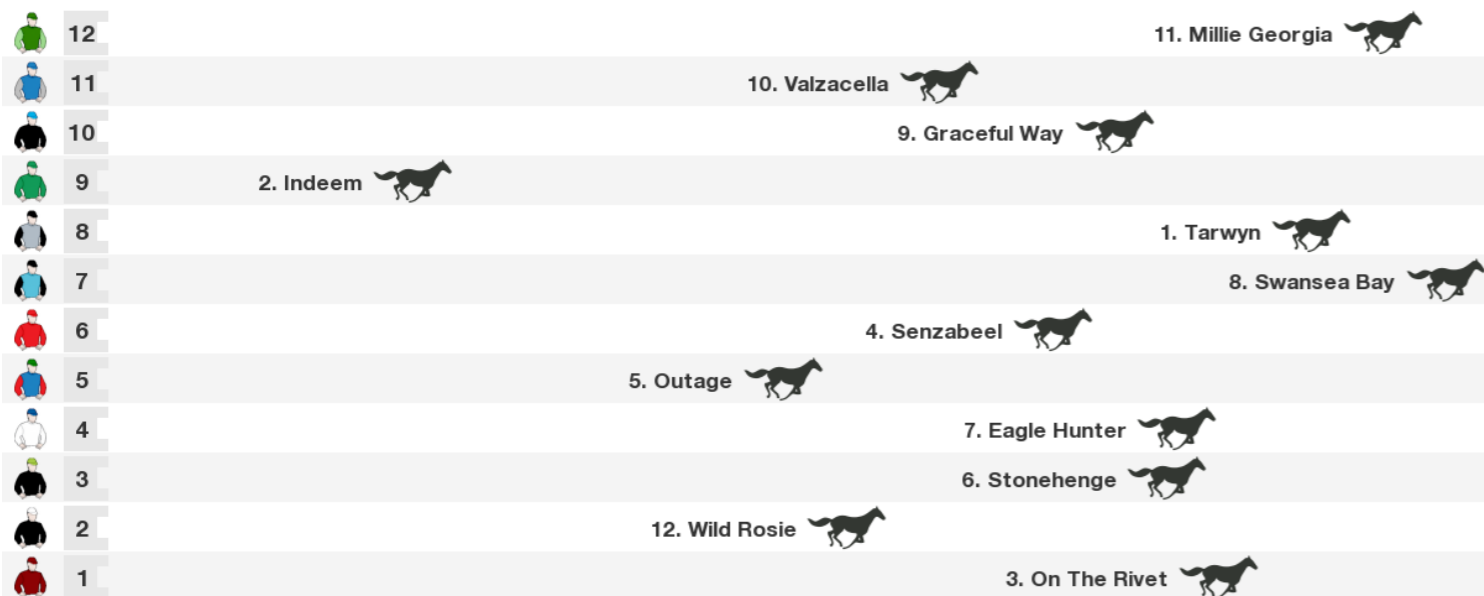 12 11. Millie Georgia
11 10. Valzacella
10 9. Graceful Way
9 2. Indeem
8 1. Tarwyn
7 8. Swansea Bay
6 4. Senzabeel
5 5. Outage
4 7. Eagle Hunter
3 6. Stonehenge
2 12. Wild Rosie
1 3. On The Rivet